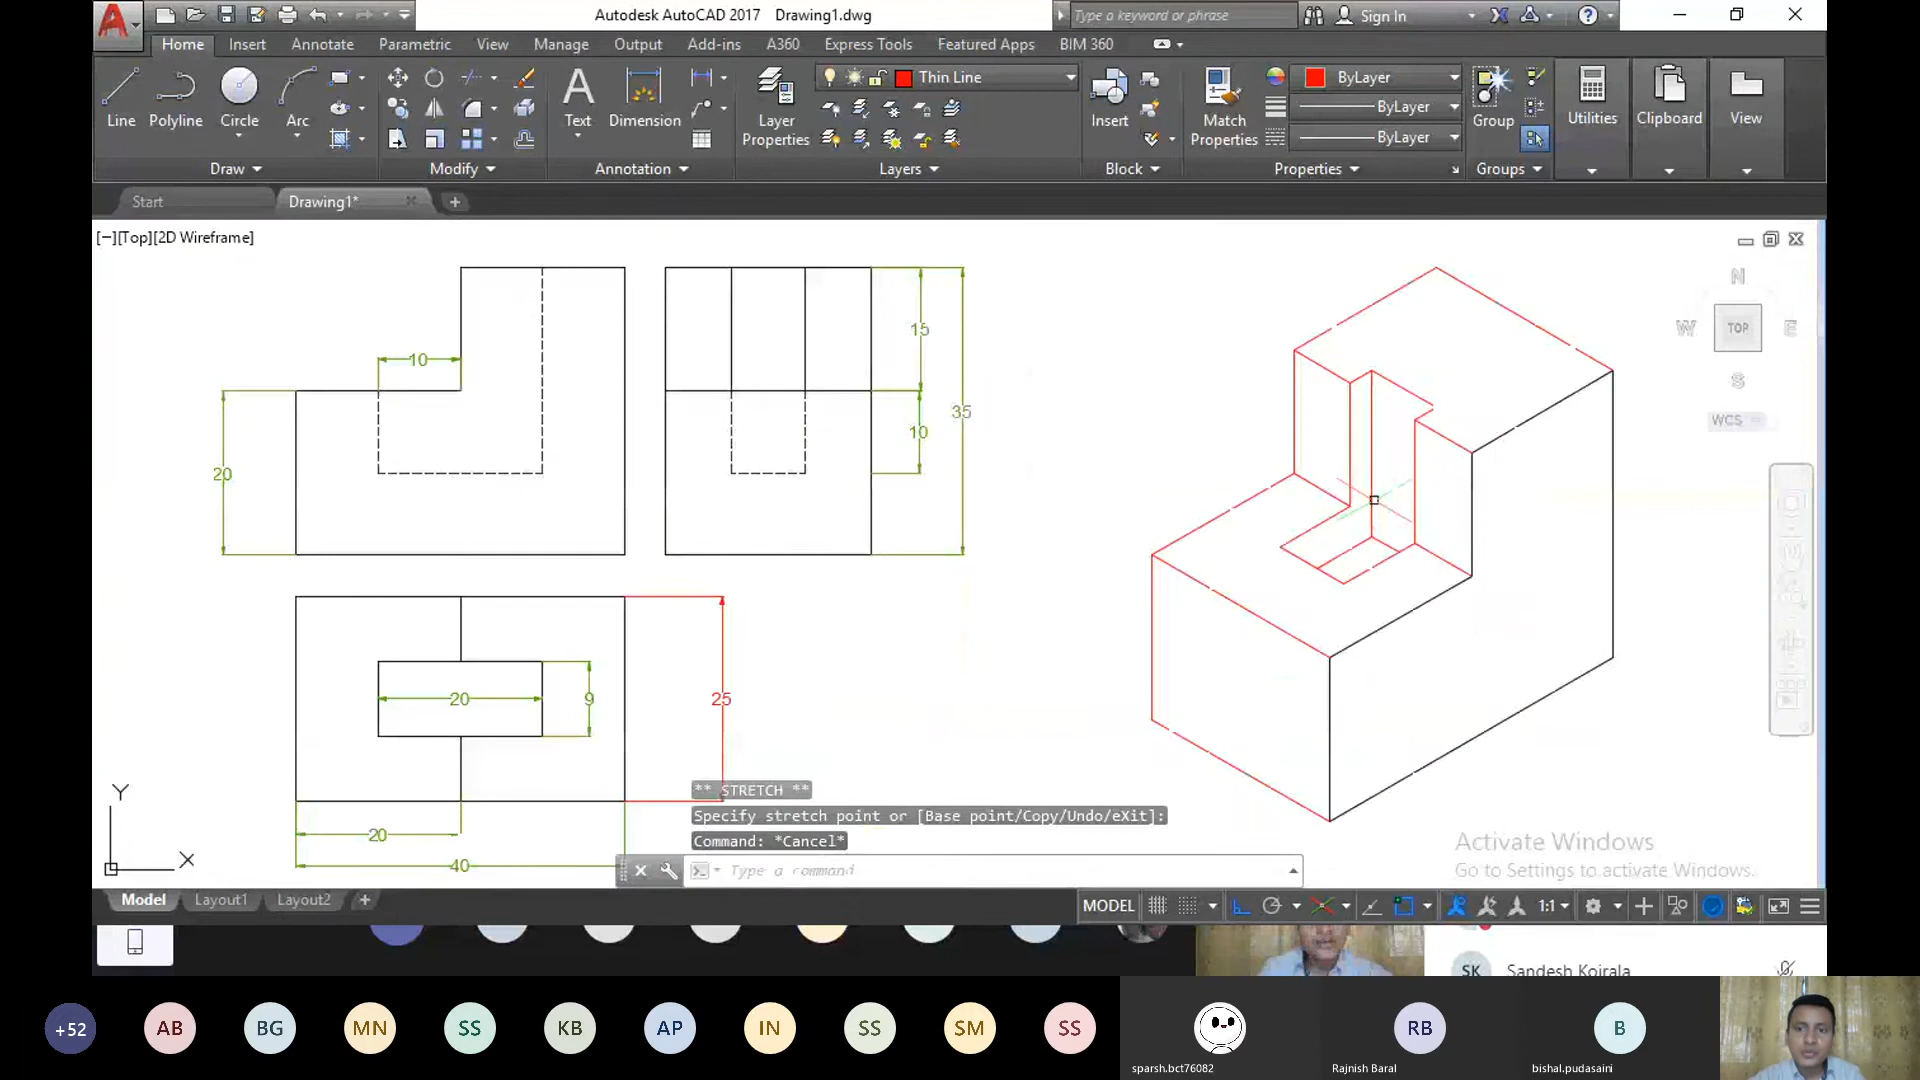 Autodesk AutoCAD 2017 Drawing1.dwg
Type a keyword or phrase
Sign In
Home Insert Annotate Parametric View Manage Output Add-ins A360 Express Tools Featured Apps BIM 360
Line Polyline Circle Arc
Text Dimension
Layer Properties
Thin Line
Insert
Match Properties
ByLayer
ByLayer
ByLayer
Group
Utilities
Clipboard
View
Draw Modify Annotation Layers Block Properties Groups
Start Drawing1*
[−][Top][2D Wireframe]
N
W TOP E
S
WCS
10
15
35
10
20
20
9
25
20
40
Y
X
** STRETCH **
Specify stretch point or [Base point/Copy/Undo/eXit]:
Command: *Cancel*
Type a command
Activate Windows
Go to Settings to activate Windows.
Model Layout1 Layout2
MODEL
1:1
SK Sandesh Koirala
+52 AB BG MN SS KB AP IN SS SM SS RB B
sparsh.bct76082 Rajnish Baral bishal.pudasaini